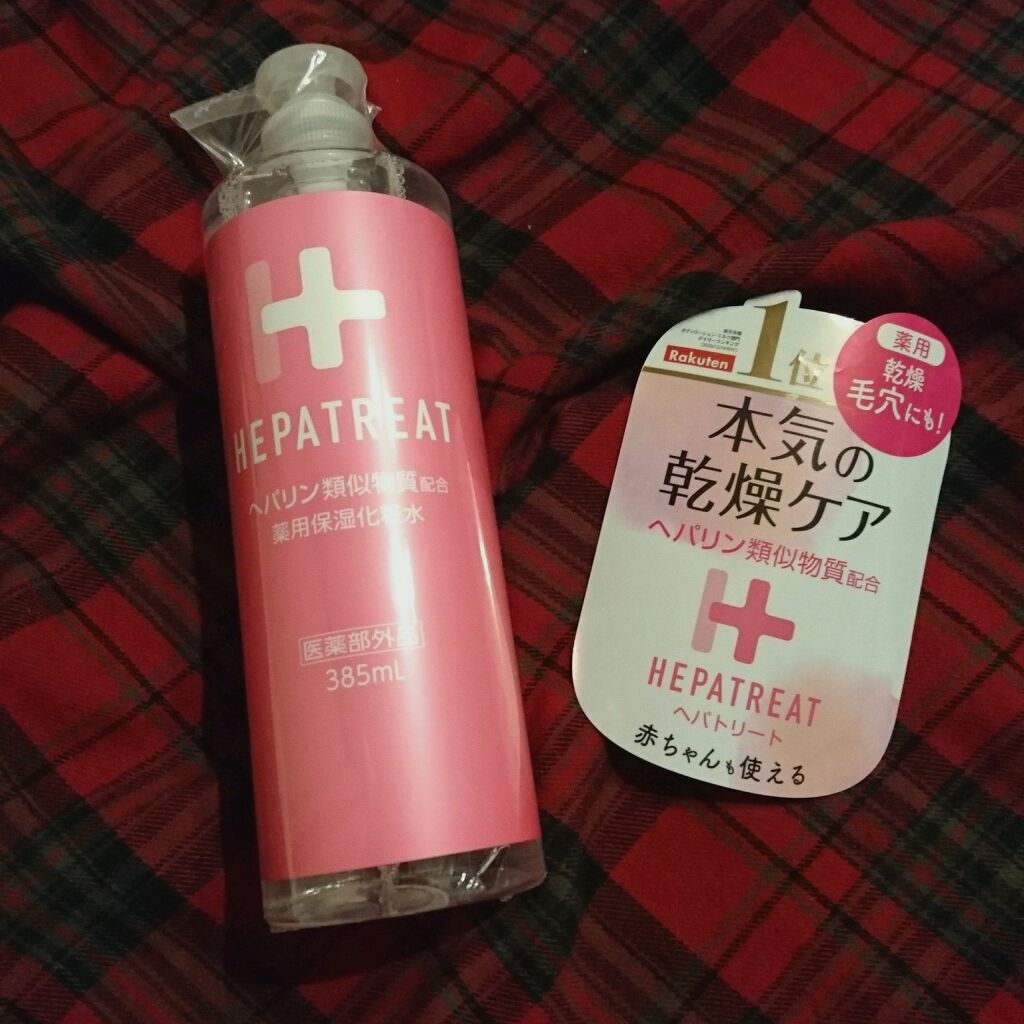 HEPATREAT
ヘパリン類似物質配合
薬用保湿化粧水
医薬部外品
385mL
Rakuten
1位
薬用
乾燥
毛穴にも!
本気の
乾燥ケア
ヘパリン類似物質配合
HEPATREAT
ヘパトリート
赤ちゃんも使える